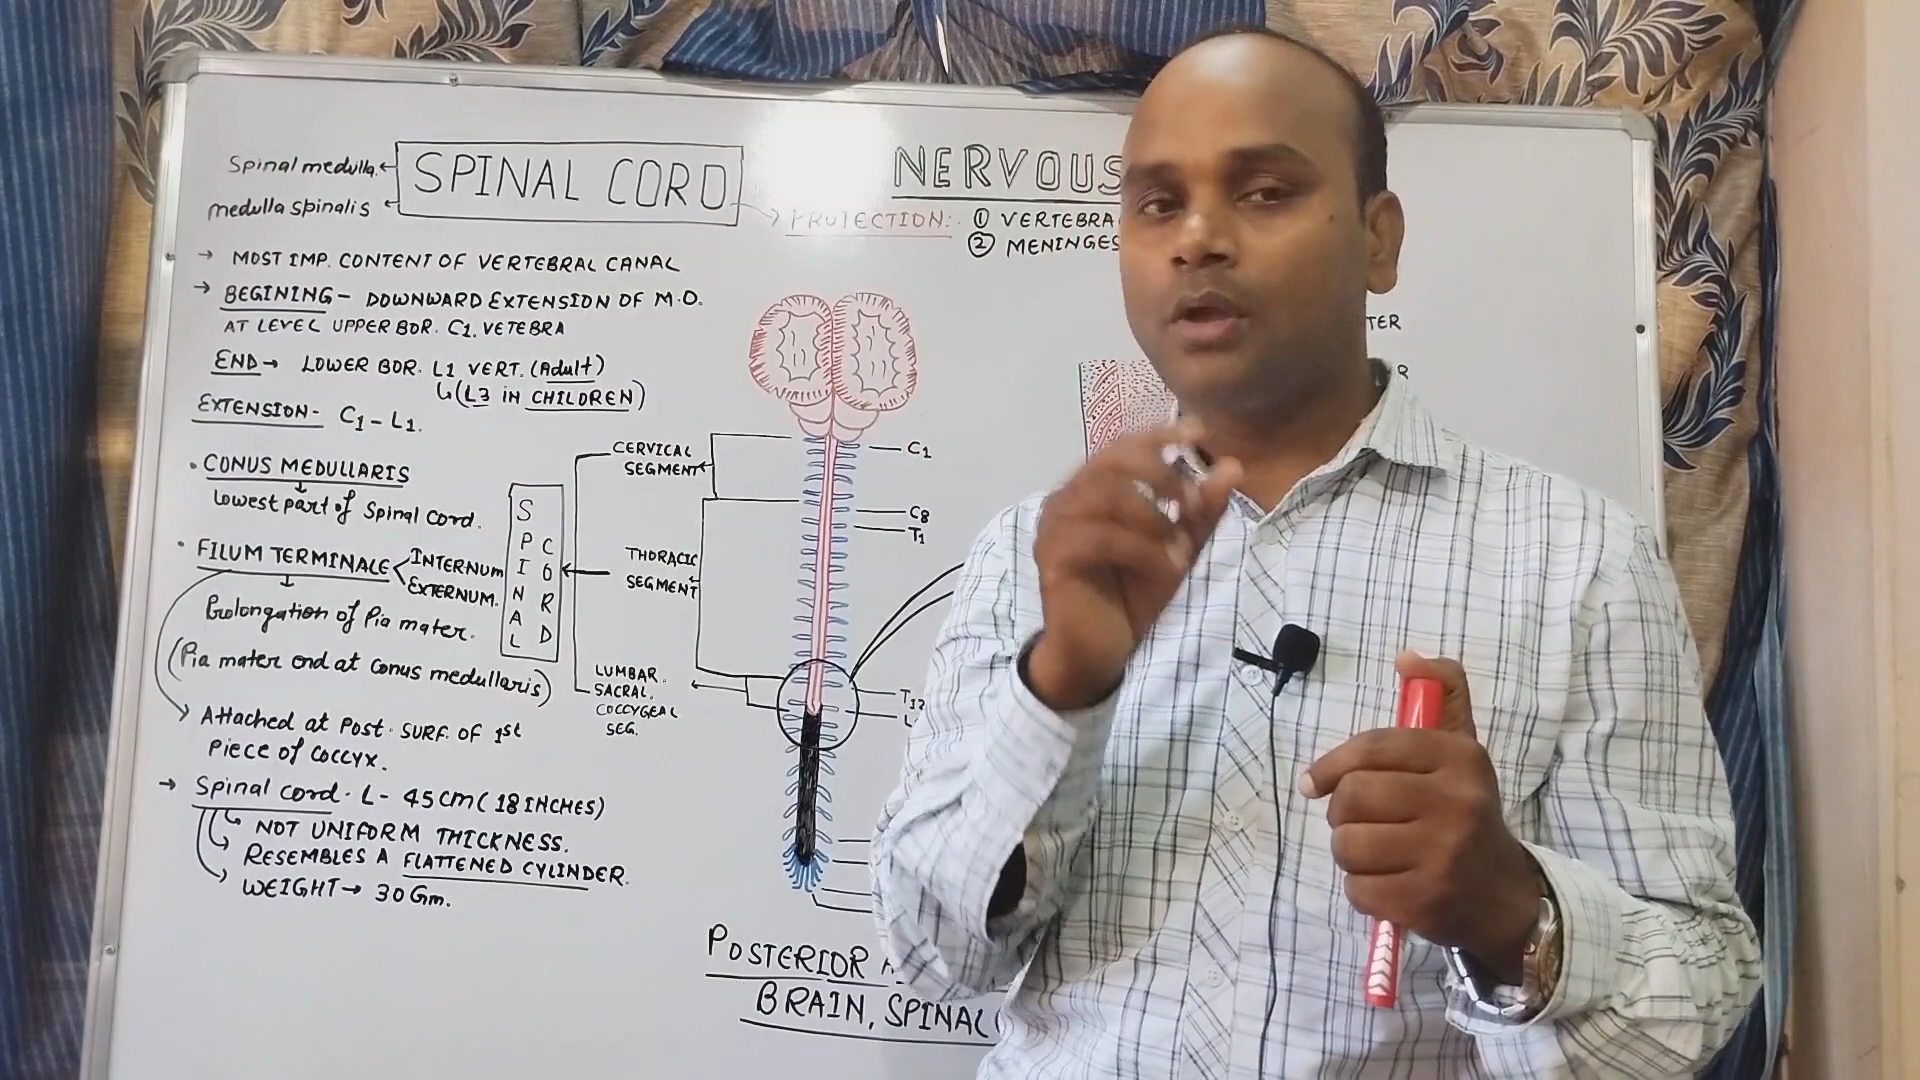 Spinal medulla.
medulla spinalis
SPINAL CORD
→ MOST IMP. CONTENT OF VERTEBRAL CANAL
→ BEGINING - DOWNWARD EXTENSION OF M.O.
AT LEVEL UPPER BOR. C1. VETEBRA
END → LOWER BOR. L1 VERT. (Adult)
(L3 IN CHILDREN)
EXTENSION - C1 - L1.
• CONUS MEDULLARIS
Lowest part of Spinal Cord.
• FILUM TERMINALE < INTERNUM
EXTERNUM.
Prolongation of Pia mater.
(Pia mater end at Conus medullaris)
Attached at Post. SURF. OF 1st
Piece of Coccyx.
→ Spinal cord. L - 45 cm (18 INCHES)
NOT UNIFORM THICKNESS.
RESEMBLES A FLATTENED CYLINDER.
WEIGHT → 30 Gm.
SPINAL
CORD
CERVICAL
SEGMENT
THORACIC
SEGMENT
LUMBAR.
SACRAL.
COCCYGEAL
SEG.
NERVOUS
PROTECTION:- ① VERTEBRA
② MENINGES
C1
C8
T1
T12
L
TER
R
POSTERIOR
BRAIN, SPINAL